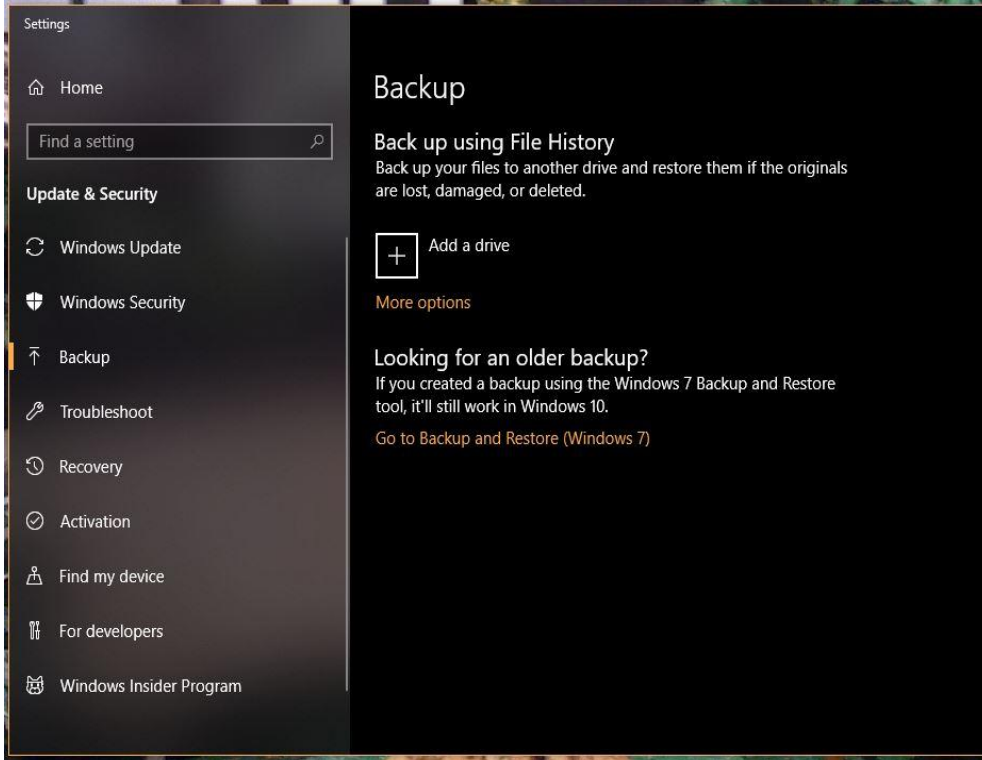 Settings
Home
Find a setting
Update & Security
Windows Update
Windows Security
Backup
Troubleshoot
Recovery
Activation
Find my device
For developers
Windows Insider Program
Backup
Back up using File History
Back up your files to another drive and restore them if the originals
are lost, damaged, or deleted.
Add a drive
More options
Looking for an older backup?
If you created a backup using the Windows 7 Backup and Restore
tool, it'll still work in Windows 10.
Go to Backup and Restore (Windows 7)